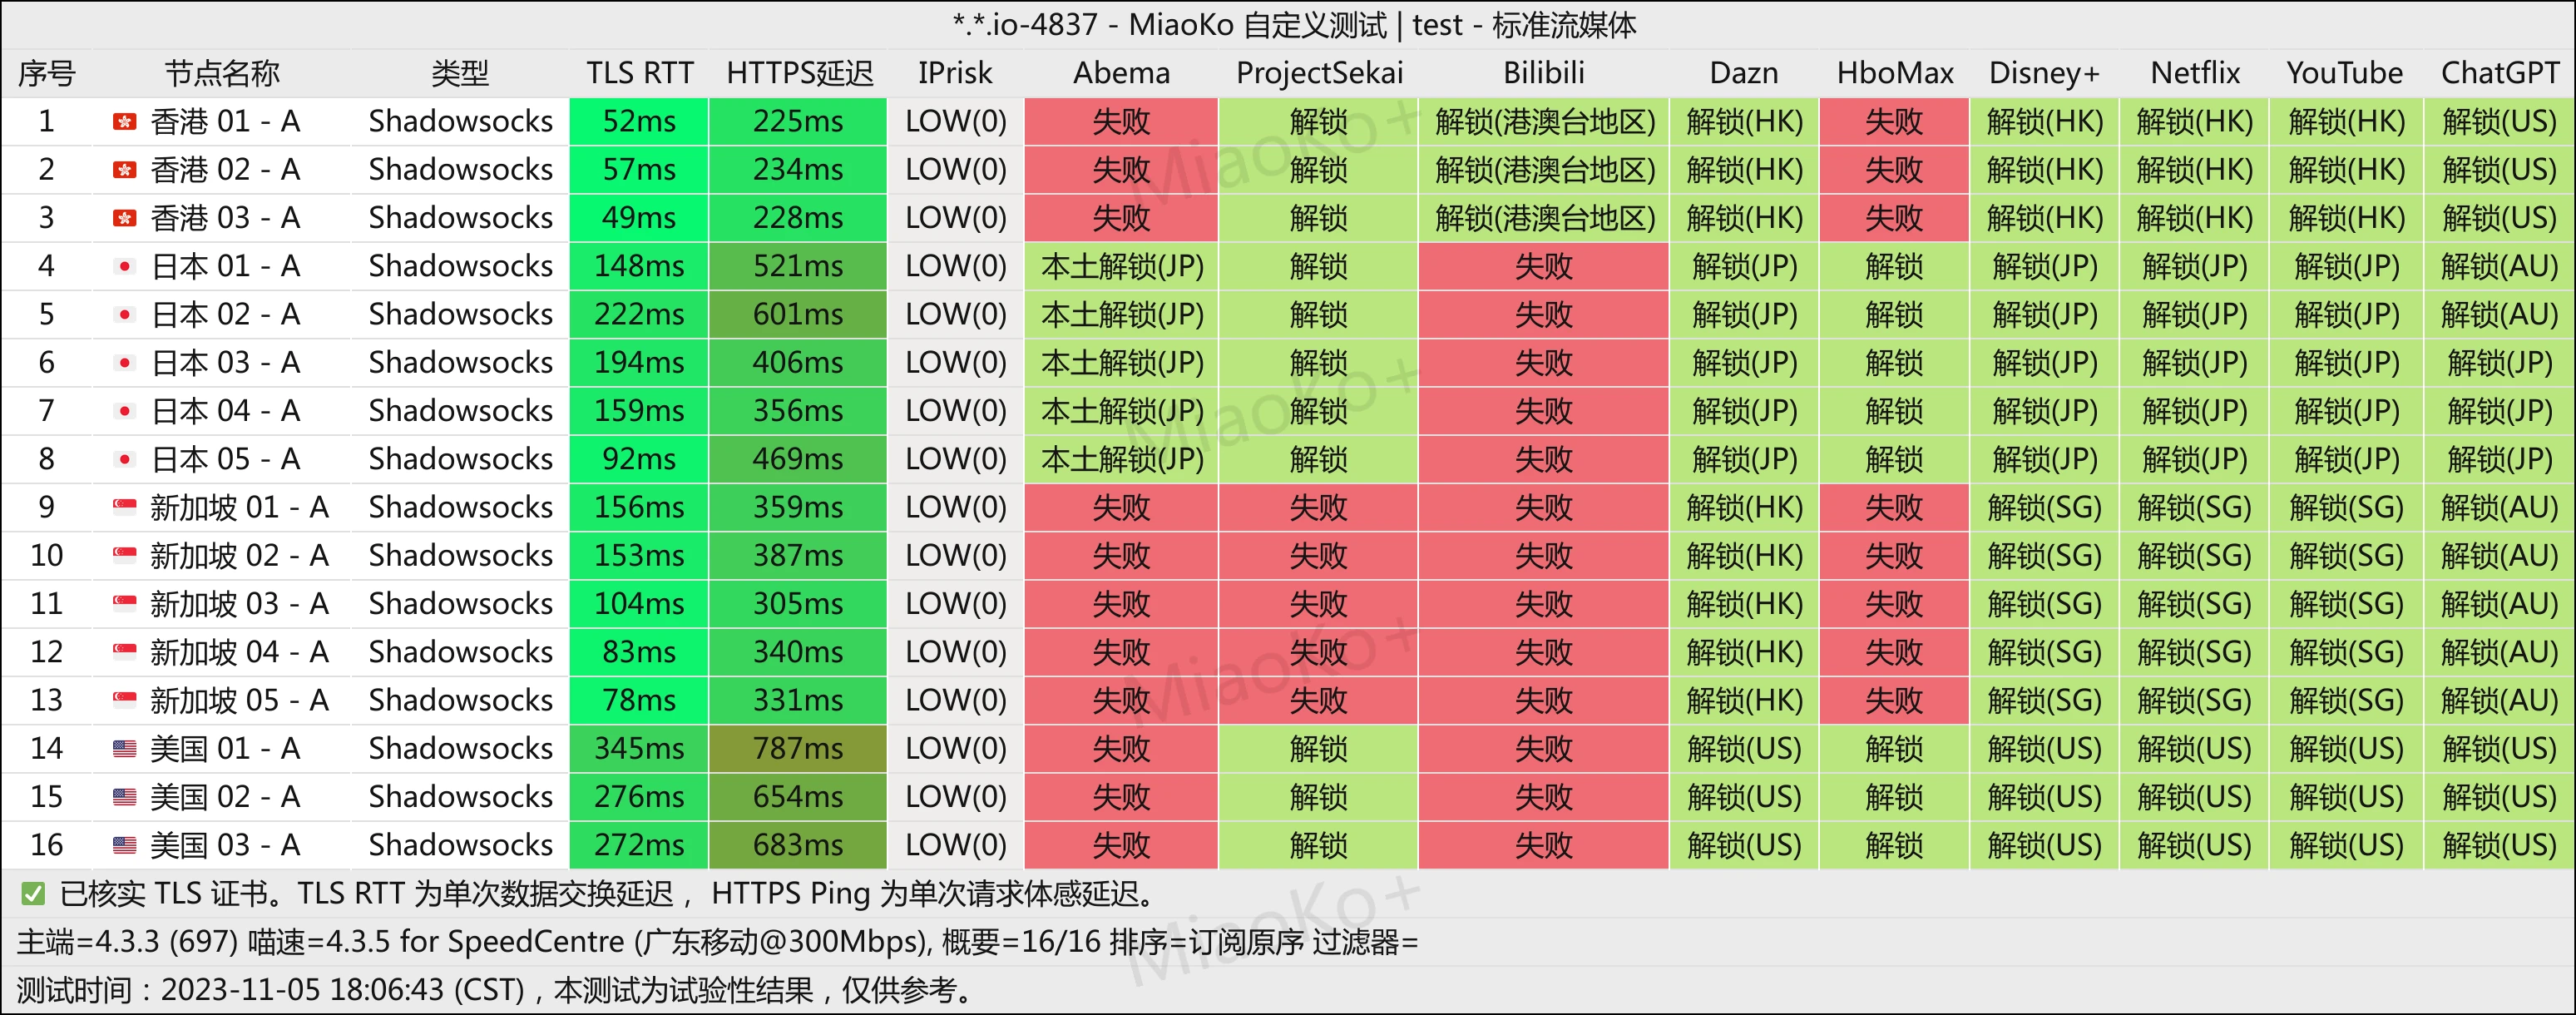 *.*.io-4837 - MiaoKo 自定义测试 | test - 标准流媒体
序号 节点名称 类型 TLS RTT HTTPS延迟 IPrisk Abema ProjectSekai Bilibili Dazn HboMax Disney+ Netflix YouTube ChatGPT
1 香港 01 - A Shadowsocks 52ms 225ms LOW(0) 失败 解锁 解锁(港澳台地区) 解锁(HK) 失败 解锁(HK) 解锁(HK) 解锁(HK) 解锁(US)
2 香港 02 - A Shadowsocks 57ms 234ms LOW(0) 失败 解锁 解锁(港澳台地区) 解锁(HK) 失败 解锁(HK) 解锁(HK) 解锁(HK) 解锁(US)
3 香港 03 - A Shadowsocks 49ms 228ms LOW(0) 失败 解锁 解锁(港澳台地区) 解锁(HK) 失败 解锁(HK) 解锁(HK) 解锁(HK) 解锁(US)
4 日本 01 - A Shadowsocks 148ms 521ms LOW(0) 本土解锁(JP) 解锁 失败 解锁(JP) 解锁 解锁(JP) 解锁(JP) 解锁(JP) 解锁(AU)
5 日本 02 - A Shadowsocks 222ms 601ms LOW(0) 本土解锁(JP) 解锁 失败 解锁(JP) 解锁 解锁(JP) 解锁(JP) 解锁(JP) 解锁(AU)
6 日本 03 - A Shadowsocks 194ms 406ms LOW(0) 本土解锁(JP) 解锁 失败 解锁(JP) 解锁 解锁(JP) 解锁(JP) 解锁(JP) 解锁(JP)
7 日本 04 - A Shadowsocks 159ms 356ms LOW(0) 本土解锁(JP) 解锁 失败 解锁(JP) 解锁 解锁(JP) 解锁(JP) 解锁(JP) 解锁(JP)
8 日本 05 - A Shadowsocks 92ms 469ms LOW(0) 本土解锁(JP) 解锁 失败 解锁(JP) 解锁 解锁(JP) 解锁(JP) 解锁(JP) 解锁(JP)
9 新加坡 01 - A Shadowsocks 156ms 359ms LOW(0) 失败 失败 失败 解锁(HK) 失败 解锁(SG) 解锁(SG) 解锁(SG) 解锁(AU)
10 新加坡 02 - A Shadowsocks 153ms 387ms LOW(0) 失败 失败 失败 解锁(HK) 失败 解锁(SG) 解锁(SG) 解锁(SG) 解锁(AU)
11 新加坡 03 - A Shadowsocks 104ms 305ms LOW(0) 失败 失败 失败 解锁(HK) 失败 解锁(SG) 解锁(SG) 解锁(SG) 解锁(AU)
12 新加坡 04 - A Shadowsocks 83ms 340ms LOW(0) 失败 失败 失败 解锁(HK) 失败 解锁(SG) 解锁(SG) 解锁(SG) 解锁(AU)
13 新加坡 05 - A Shadowsocks 78ms 331ms LOW(0) 失败 失败 失败 解锁(HK) 失败 解锁(SG) 解锁(SG) 解锁(SG) 解锁(AU)
14 美国 01 - A Shadowsocks 345ms 787ms LOW(0) 失败 解锁 失败 解锁(US) 解锁 解锁(US) 解锁(US) 解锁(US) 解锁(US)
15 美国 02 - A Shadowsocks 276ms 654ms LOW(0) 失败 解锁 失败 解锁(US) 解锁 解锁(US) 解锁(US) 解锁(US) 解锁(US)
16 美国 03 - A Shadowsocks 272ms 683ms LOW(0) 失败 解锁 失败 解锁(US) 解锁 解锁(US) 解锁(US) 解锁(US) 解锁(US)
✅ 已核实 TLS 证书。TLS RTT 为单次数据交换延迟， HTTPS Ping 为单次请求体感延迟。
主端=4.3.3 (697) 喵速=4.3.5 for SpeedCentre (广东移动@300Mbps), 概要=16/16 排序=订阅原序 过滤器=
测试时间：2023-11-05 18:06:43 (CST)，本测试为试验性结果，仅供参考。
MiaoKo+
MiaoKo+
MiaoKo+
MiaoKo+